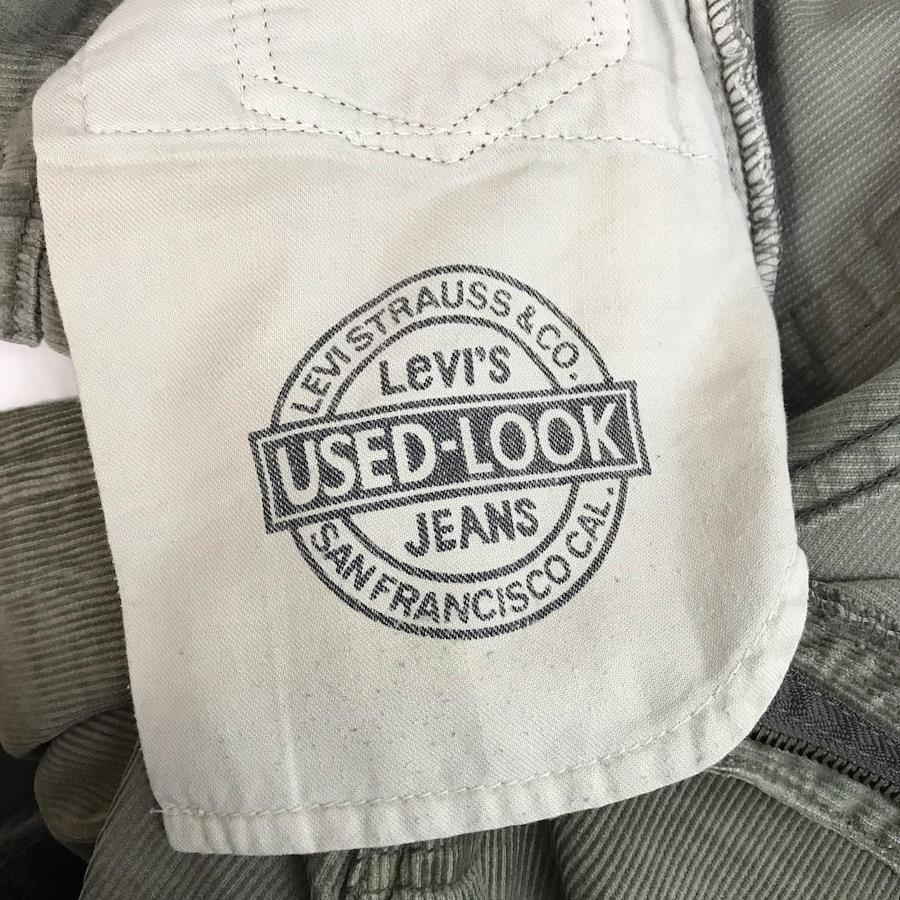 LEVI STRAUSS & CO.
LeVI'S
USED-LOOK
JEANS
SAN FRANCISCO CAL.